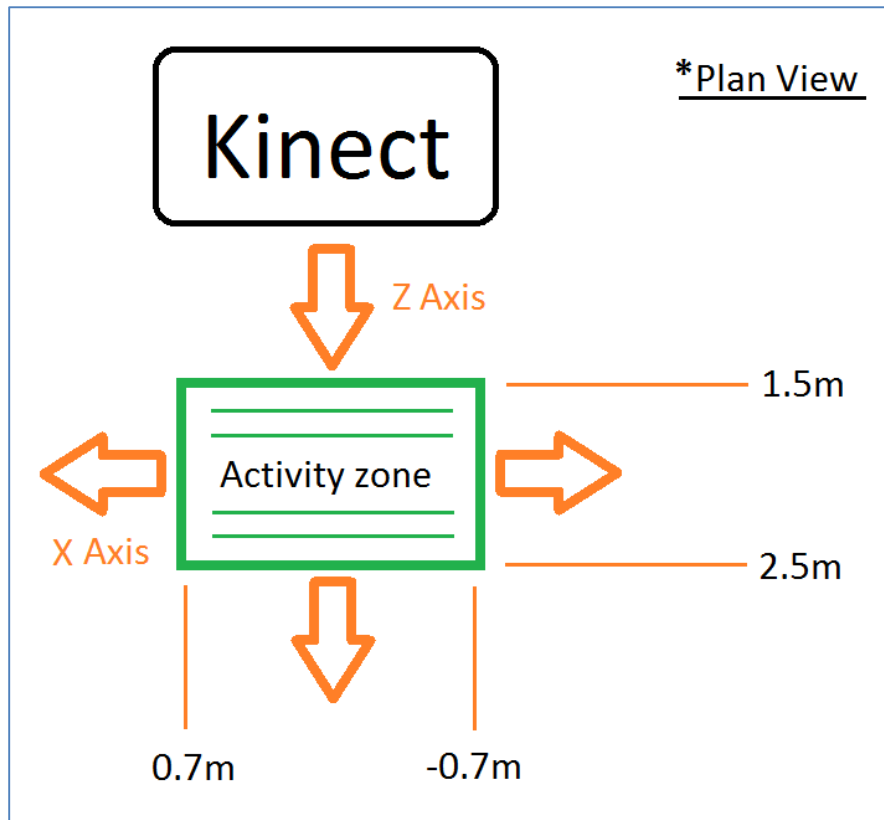 *Plan View
Kinect
Z Axis
1.5m
Activity zone
X Axis
2.5m
0.7m
-0.7m